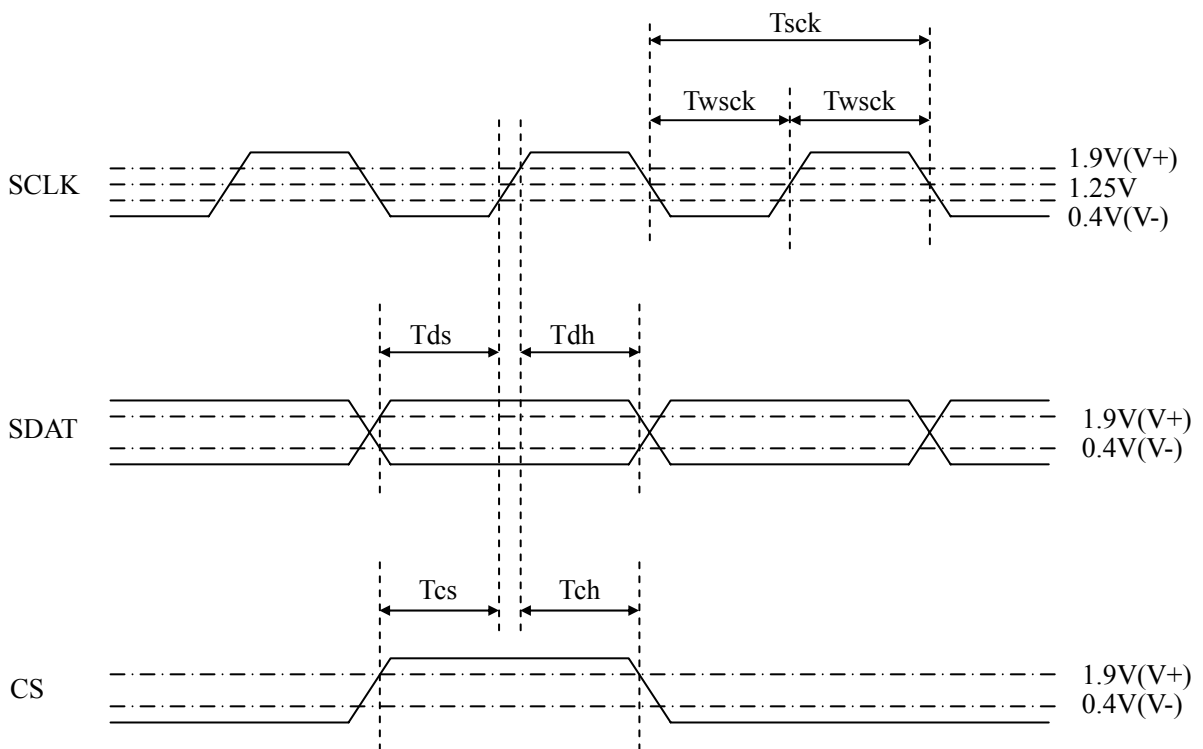 Tsck
Twsck Twsck
SCLK
1.9V(V+)
1.25V
0.4V(V-)
Tds Tdh
SDAT
1.9V(V+)
0.4V(V-)
Tcs Tch
CS
1.9V(V+)
0.4V(V-)